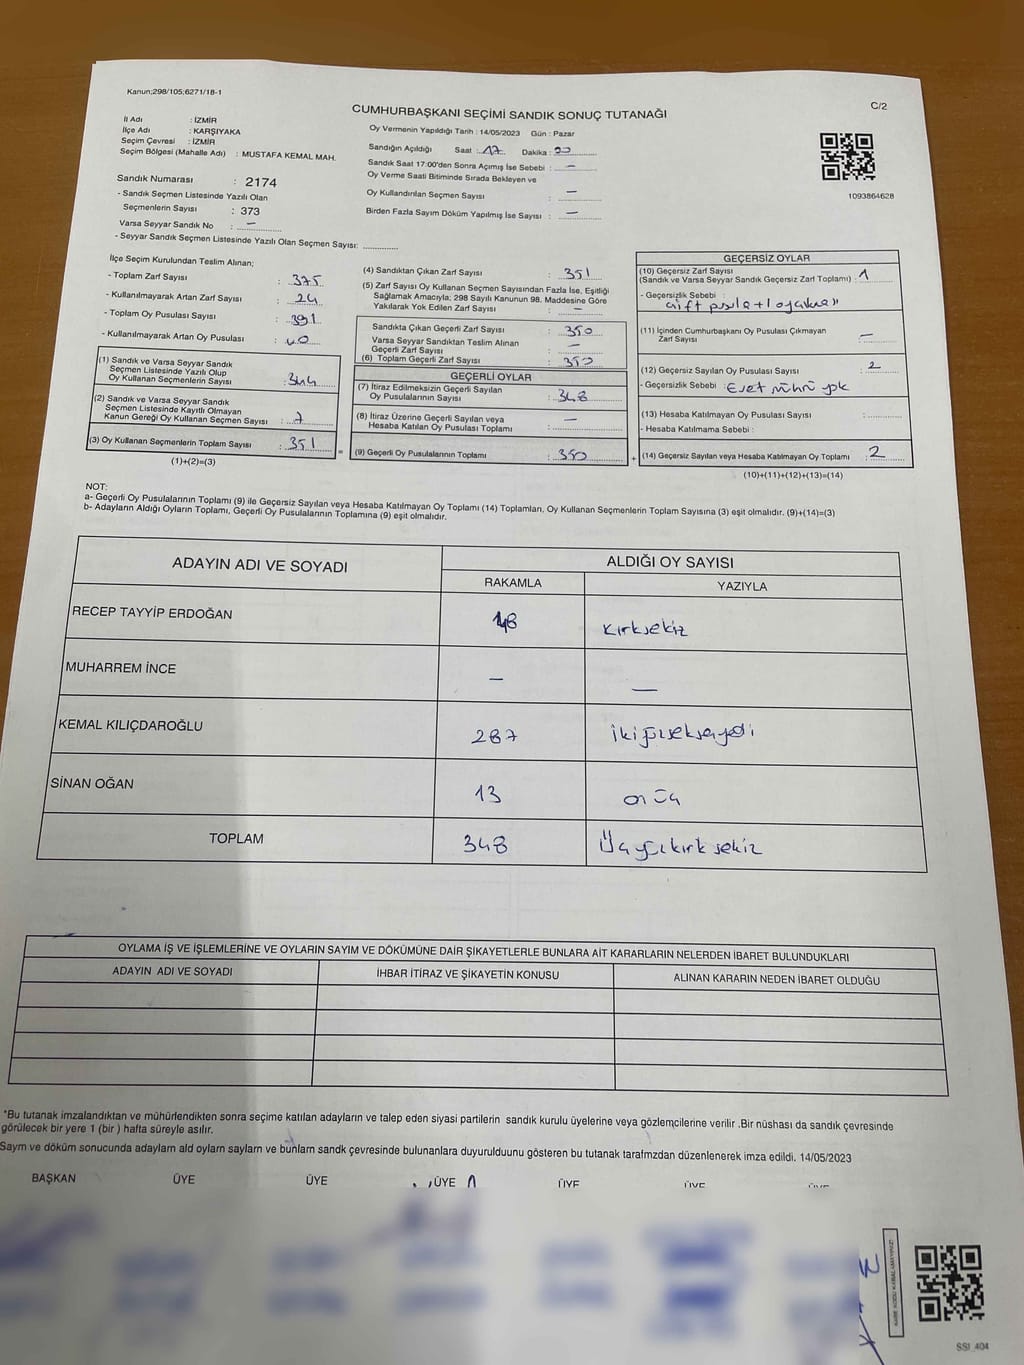 Kanun;298/105;6271/18-1
C/2
CUMHURBAŞKANI SEÇİMİ SANDIK SONUÇ TUTANAĞI
İl Adı : İZMİR
İlçe Adı : KARŞIYAKA
Seçim Çevresi : İZMİR
Seçim Bölgesi (Mahalle Adı) : MUSTAFA KEMAL MAH.
Sandık Numarası : 2174
- Sandık Seçmen Listesinde Yazılı Olan
Seçmenlerin Sayısı : 373
Varsa Seyyar Sandık No : —
- Seyyar Sandık Seçmen Listesinde Yazılı Olan Seçmen Sayısı:
Oy Vermenin Yapıldığı Tarih : 14/05/2023 Gün : Pazar
Sandığın Açıldığı Saat : 17 Dakika : 00
Sandık Saat 17:00'den Sonra Açımış İse Sebebi : —
Oy Verme Saati Bitiminde Sırada Bekleyen ve
Oy Kullandırılan Seçmen Sayısı : —
Birden Fazla Sayım Döküm Yapılmış İse Sayısı : —
1093864628
İlçe Seçim Kurulundan Teslim Alınan;
- Toplam Zarf Sayısı : 375
- Kullanılmayarak Artan Zarf Sayısı : 24
- Toplam Oy Pusulası Sayısı : 391
- Kullanılmayarak Artan Oy Pusulası : 40
(1) Sandık ve Varsa Seyyar Sandık
Seçmen Listesinde Yazılı Olup
Oy Kullanan Seçmenlerin Sayısı : 344
(2) Sandık ve Varsa Seyyar Sandık
Seçmen Listesinde Kayıtlı Olmayan
Kanun Gereği Oy Kullanan Seçmen Sayısı : 7
(3) Oy Kullanan Seçmenlerin Toplam Sayısı : 351
(1)+(2)=(3)
(4) Sandıktan Çıkan Zarf Sayısı : 351
(5) Zarf Sayısı Oy Kullanan Seçmen Sayısından Fazla İse, Eşitliği
Sağlamak Amacıyla; 298 Sayılı Kanunun 98. Maddesine Göre
Yakılarak Yok Edilen Zarf Sayısı : —
Sandıkta Çıkan Geçerli Zarf Sayısı : 350
Varsa Seyyar Sandıktan Teslim Alınan
Geçerli Zarf Sayısı : —
(6) Toplam Geçerli Zarf Sayısı : 350
GEÇERLİ OYLAR
(7) İtiraz Edilmeksizin Geçerli Sayılan
Oy Pusulalarının Sayısı : 348
(8) İtiraz Üzerine Geçerli Sayılan veya
Hesaba Katılan Oy Pusulası Toplamı : —
(9) Geçerli Oy Pusulalarının Toplamı : 350
GEÇERSİZ OYLAR
(10) Geçersiz Zarf Sayısı
(Sandık ve Varsa Seyyar Sandık Geçersiz Zarf Toplamı) : 1
- Geçersizlik Sebebi : çift pusula
(11) İçinden Cumhurbaşkanı Oy Pusulası Çıkmayan
Zarf Sayısı : —
(12) Geçersiz Sayılan Oy Pusulası Sayısı : 2
- Geçersizlik Sebebi : Evet mührü yok
(13) Hesaba Katılmayan Oy Pusulası Sayısı :
- Hesaba Katılmama Sebebi :
(14) Geçersiz Sayılan veya Hesaba Katılmayan Oy Toplamı : 2
(10)+(11)+(12)+(13)=(14)
NOT:
a- Geçerli Oy Pusulalarının Toplamı (9) ile Geçersiz Sayılan veya Hesaba Katılmayan Oy Toplamı (14) Toplamları, Oy Kullanan Seçmenlerin Toplam Sayısına (3) eşit olmalıdır. (9)+(14)=(3)
b- Adayların Aldığı Oyların Toplamı, Geçerli Oy Pusulalarının Toplamına (9) eşit olmalıdır.
ADAYIN ADI VE SOYADI ALDIĞI OY SAYISI
RAKAMLA YAZIYLA
RECEP TAYYİP ERDOĞAN 48 kırksekiz
MUHARREM İNCE — —
KEMAL KILIÇDAROĞLU 287
SİNAN OĞAN 13 onüç
TOPLAM 348 Üçyüzkırksekiz
OYLAMA İŞ VE İŞLEMLERİNE VE OYLARIN SAYIM VE DÖKÜMÜNE DAİR ŞİKAYETLERLE BUNLARA AİT KARARLARIN NELERDEN İBARET BULUNDUKLARI
ADAYIN ADI VE SOYADI İHBAR İTİRAZ VE ŞİKAYETİN KONUSU ALINAN KARARIN NEDEN İBARET OLDUĞU
*Bu tutanak imzalandıktan ve mühürlendikten sonra seçime katılan adayların ve talep eden siyasi partilerin sandık kurulu üyelerine veya gözlemçilerine verilir .Bir nüshası da sandık çevresinde
görülecek bir yere 1 (bir ) hafta süreyle asılır.
Saym ve döküm sonucunda adaylam ald oylarn saylarn ve bunlarn sandk çevresinde bulunanlara duyurulduunu gösteren bu tutanak tarafmzdan düzenlenerek imza edildi. 14/05/2023
BAŞKAN ÜYE ÜYE ÜYE ÜYE ÜYE ÜYE
SSI_404